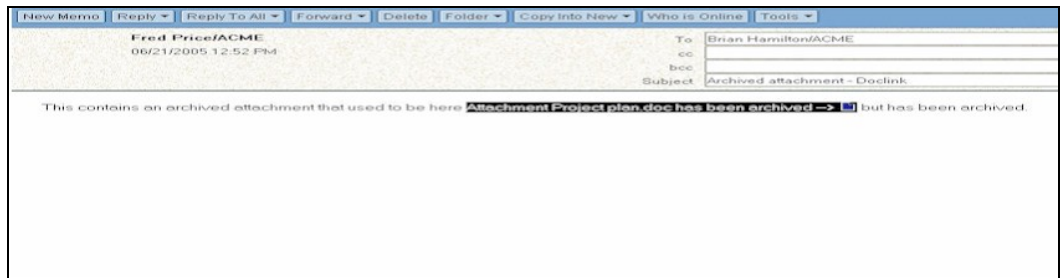 New Memo Reply Reply To All Forward Delete Folder Copy Into New Who is Online Tools
Fred Price/ACME To Brian Hamilton/ACME
06/21/2005 12:52 PM cc
bcc
Subject Archived attachment - Doclink
This contains an archived attachment that used to be here Attachment Project plan.doc has been archived --> but has been archived.